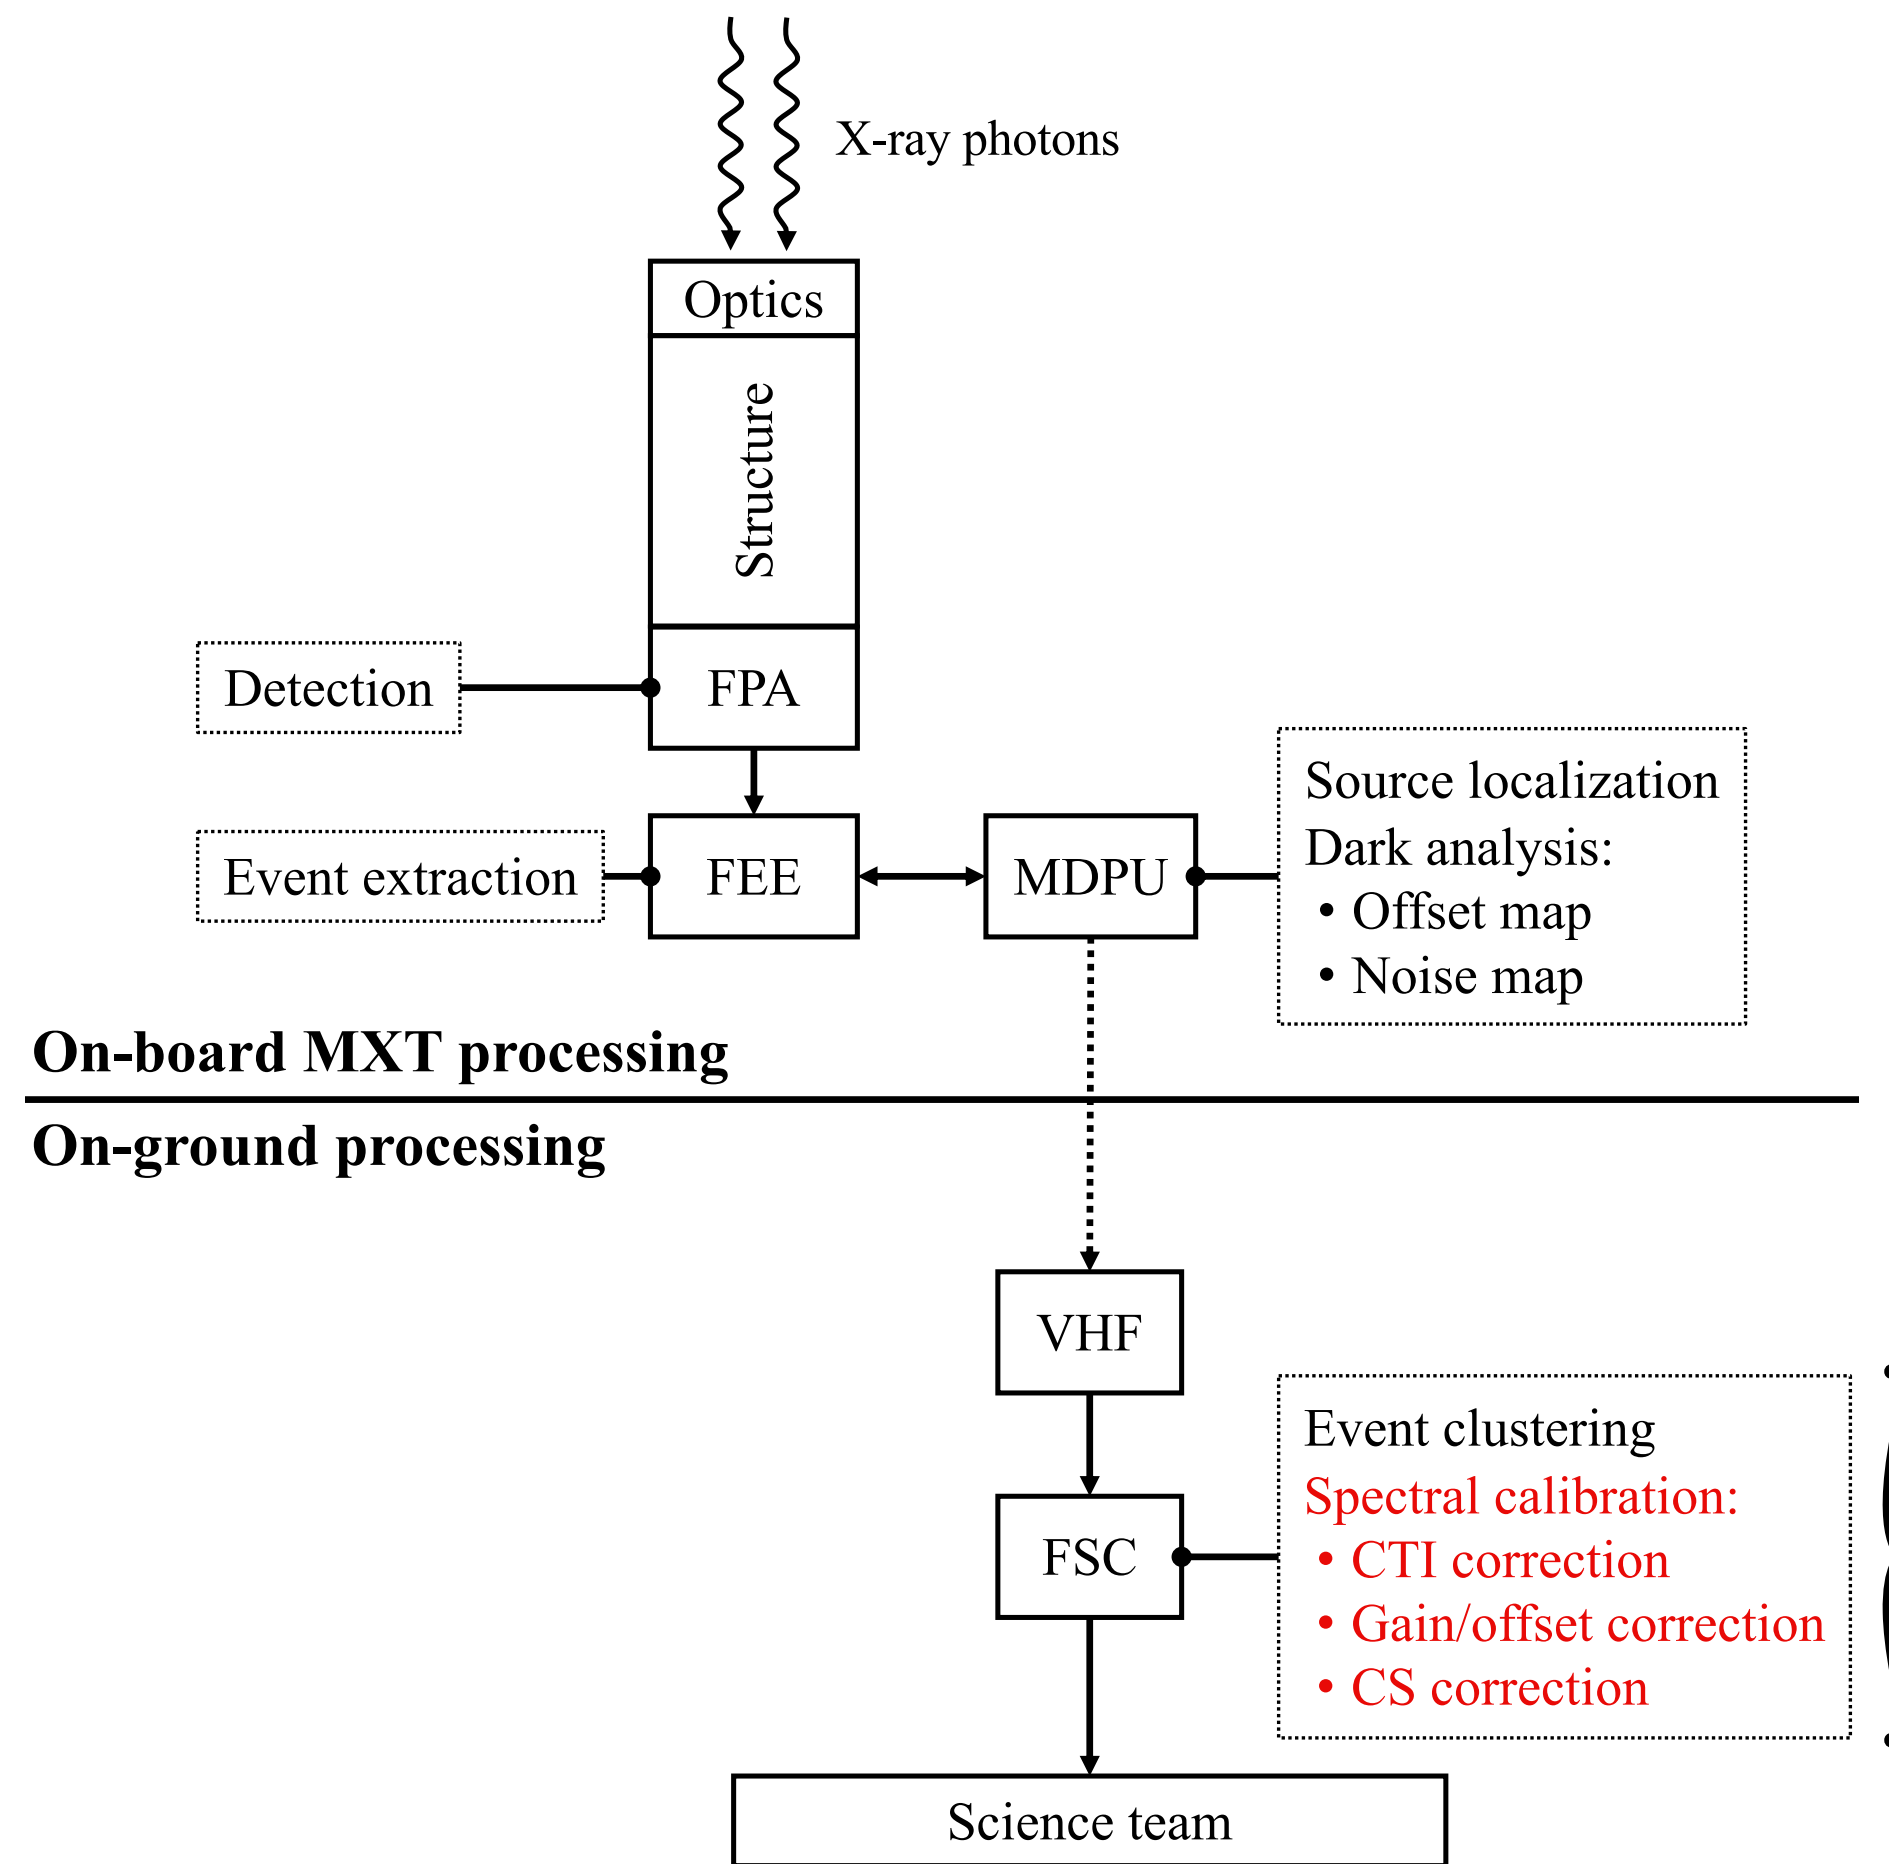 X-ray photons
Optics
Structure
Detection
FPA
Event extraction
FEE
MDPU
Source localization
Dark analysis:
• Offset map
• Noise map
On-board MXT processing
On-ground processing
VHF
FSC
Event clustering
Spectral calibration:
• CTI correction
• Gain/offset correction
• CS correction
Science team